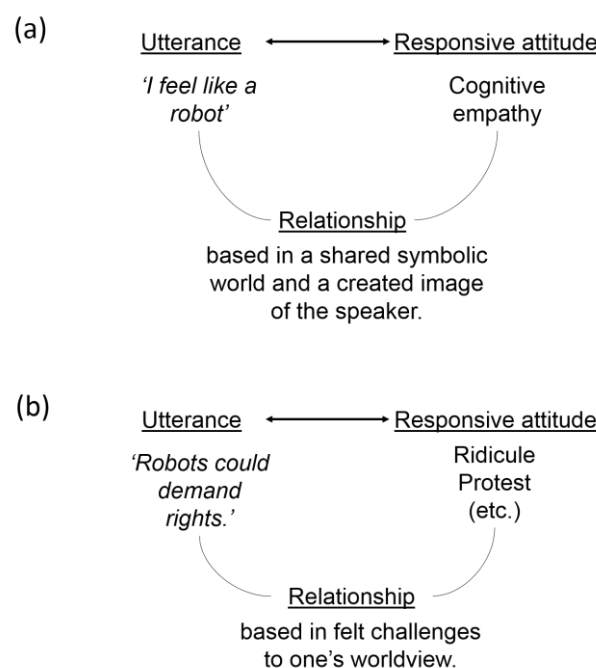 (a)
Utterance Responsive attitude
‘I feel like a
robot’
Cognitive
empathy
Relationship
based in a shared symbolic
world and a created image
of the speaker.
(b)
Utterance Responsive attitude
‘Robots could
demand
rights.’
Ridicule
Protest
(etc.)
Relationship
based in felt challenges
to one’s worldview.